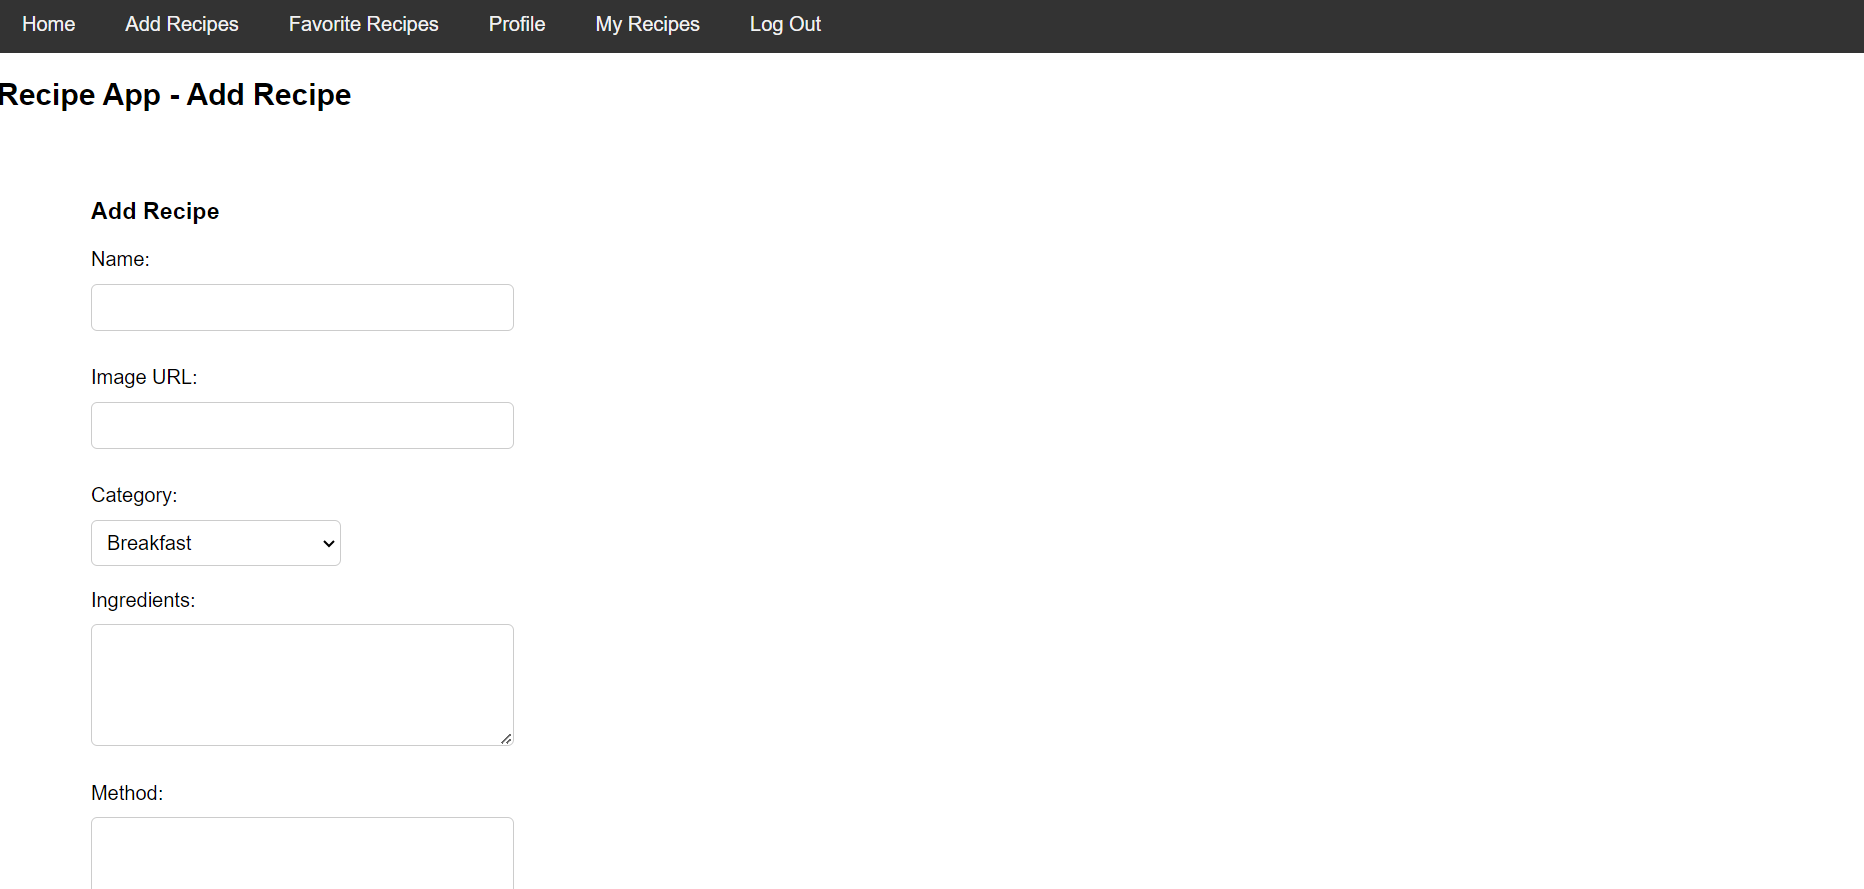 Home Add Recipes Favorite Recipes Profile My Recipes Log Out
Recipe App - Add Recipe
Add Recipe
Name:
Image URL:
Category:
Breakfast
Ingredients:
Method: